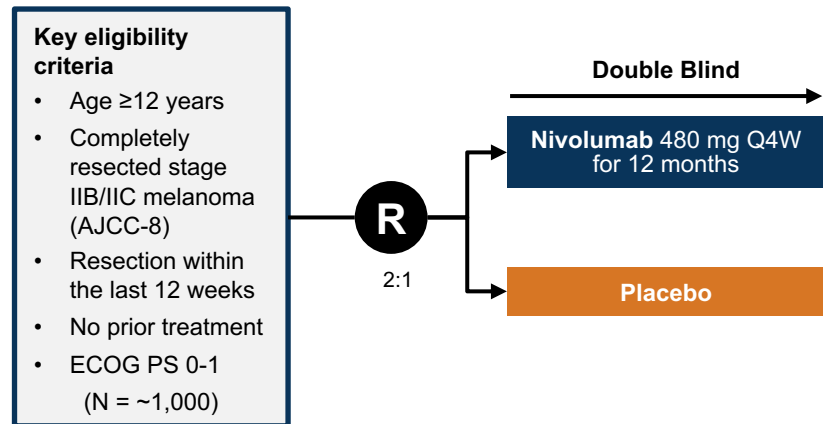 Key eligibility
criteria
• Age ≥12 years
• Completely
resected stage
IIB/IIC melanoma
(AJCC-8)
• Resection within
the last 12 weeks
• No prior treatment
• ECOG PS 0-1
(N = ~1,000)
R
2:1
Double Blind
Nivolumab 480 mg Q4W
for 12 months
Placebo